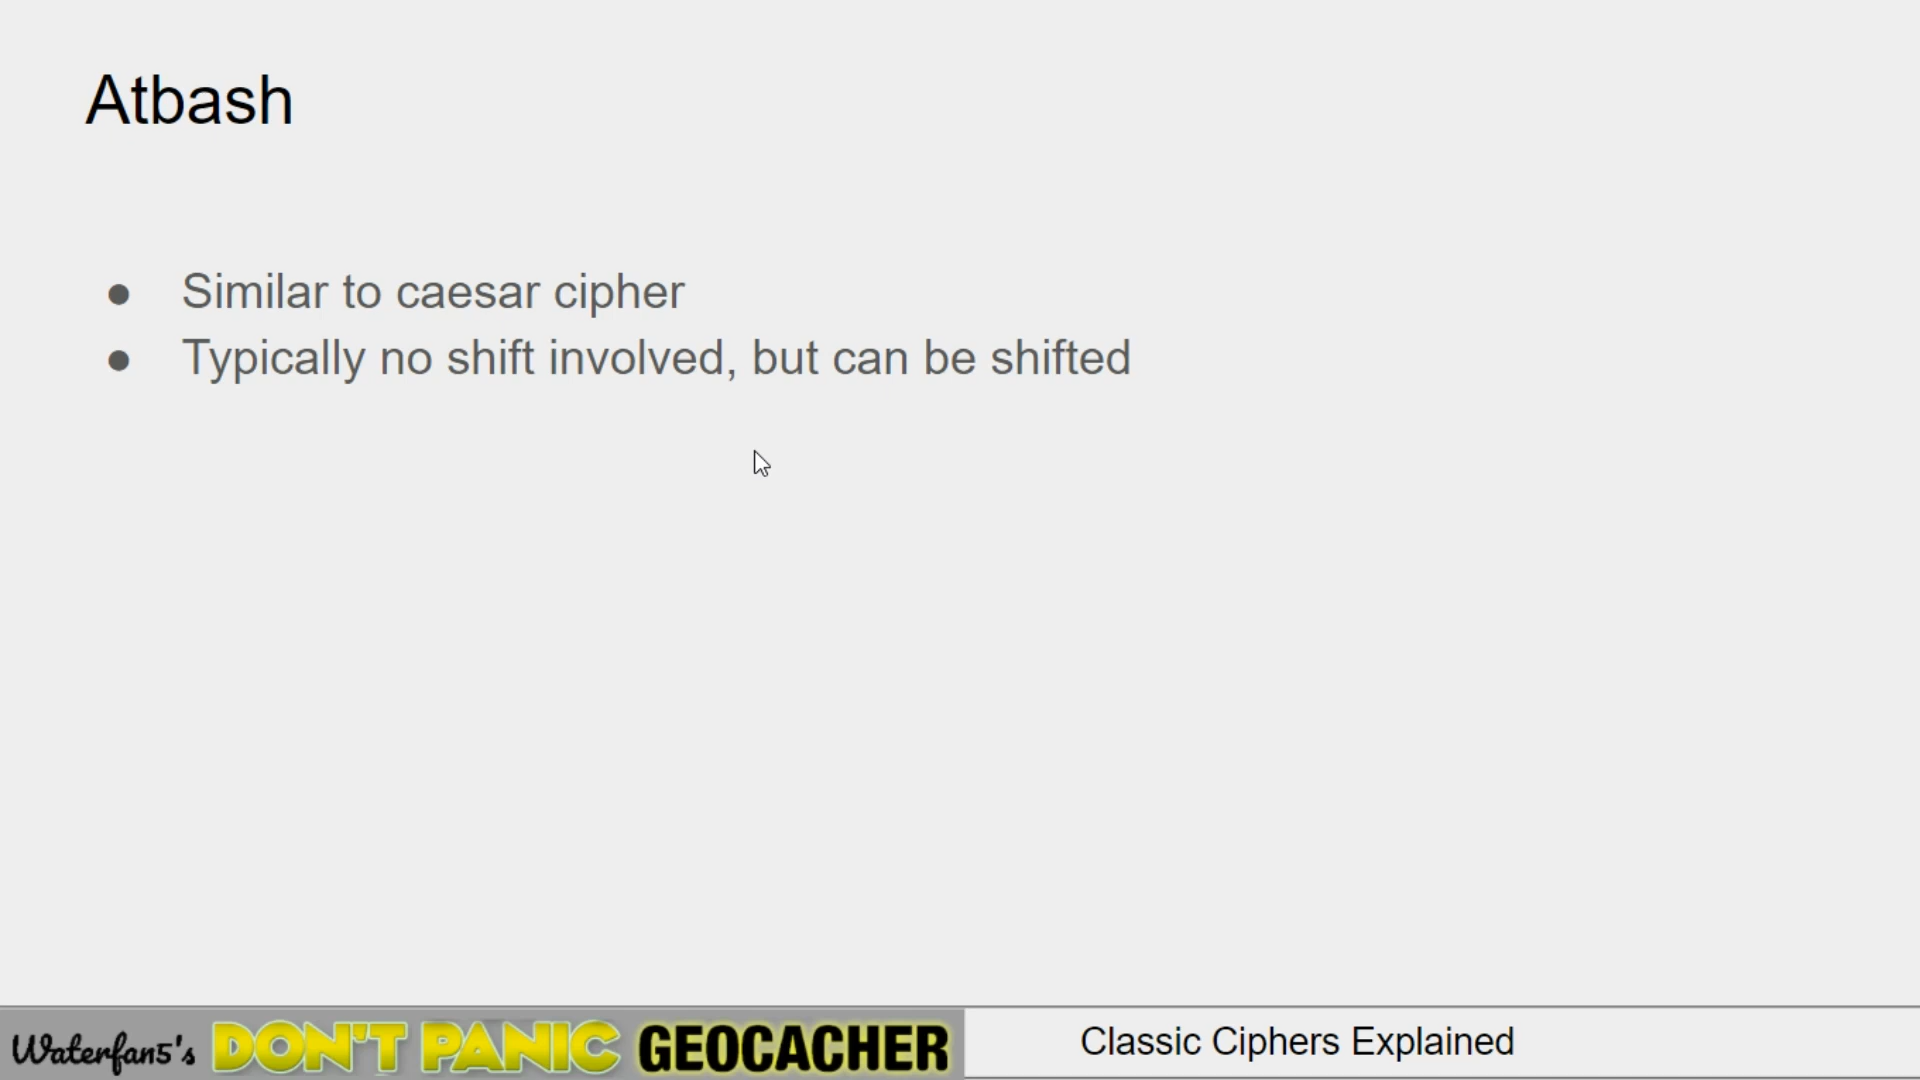 Atbash
● Similar to caesar cipher
● Typically no shift involved, but can be shifted
Waterfan5's DON'T PANIC GEOCACHER
Classic Ciphers Explained